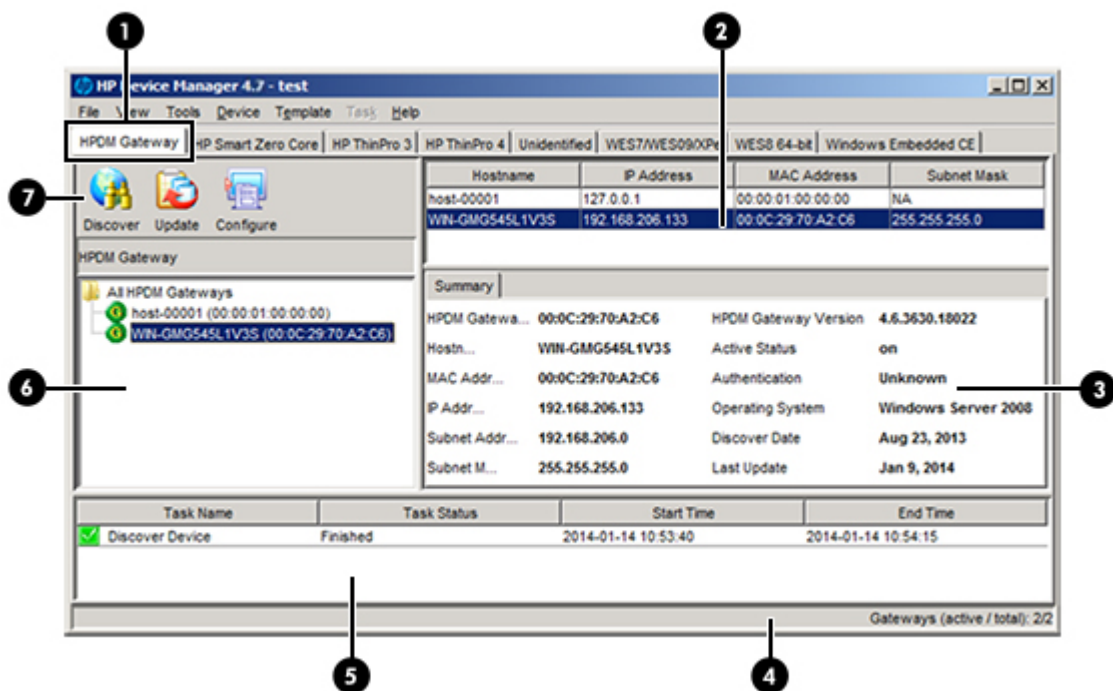 1
2
HP Device Manager 4.7 - test
File View Tools Device Template Task Help
HPDM Gateway HP Smart Zero Core HP ThinPro 3 HP ThinPro 4 Unidentified WES7/WES09/XPe WES8 64-bit Windows Embedded CE
7
Discover Update Configure
HPDM Gateway
All HPDM Gateways
host-00001 (00:00:01:00:00:00)
WIN-GMG545L1V3S (00:0C:29:70:A2:C6)
6
Hostname IP Address MAC Address Subnet Mask
host-00001 127.0.0.1 00:00:01:00:00:00 NA
WIN-GMG545L1V3S 192.168.206.133 00:0C:29:70:A2:C6 255.255.255.0
Summary
HPDM Gatewa... 00:0C:29:70:A2:C6 HPDM Gateway Version 4.6.3630.18022
Hostn... WIN-GMG545L1V3S Active Status on
MAC Addr... 00:0C:29:70:A2:C6 Authentication Unknown
3
IP Addr... 192.168.206.133 Operating System Windows Server 2008
Subnet Addr... 192.168.206.0 Discover Date Aug 23, 2013
Subnet M... 255.255.255.0 Last Update Jan 9, 2014
Task Name Task Status Start Time End Time
Discover Device Finished 2014-01-14 10:53:40 2014-01-14 10:54:15
Gateways (active / total): 2/2
5
4